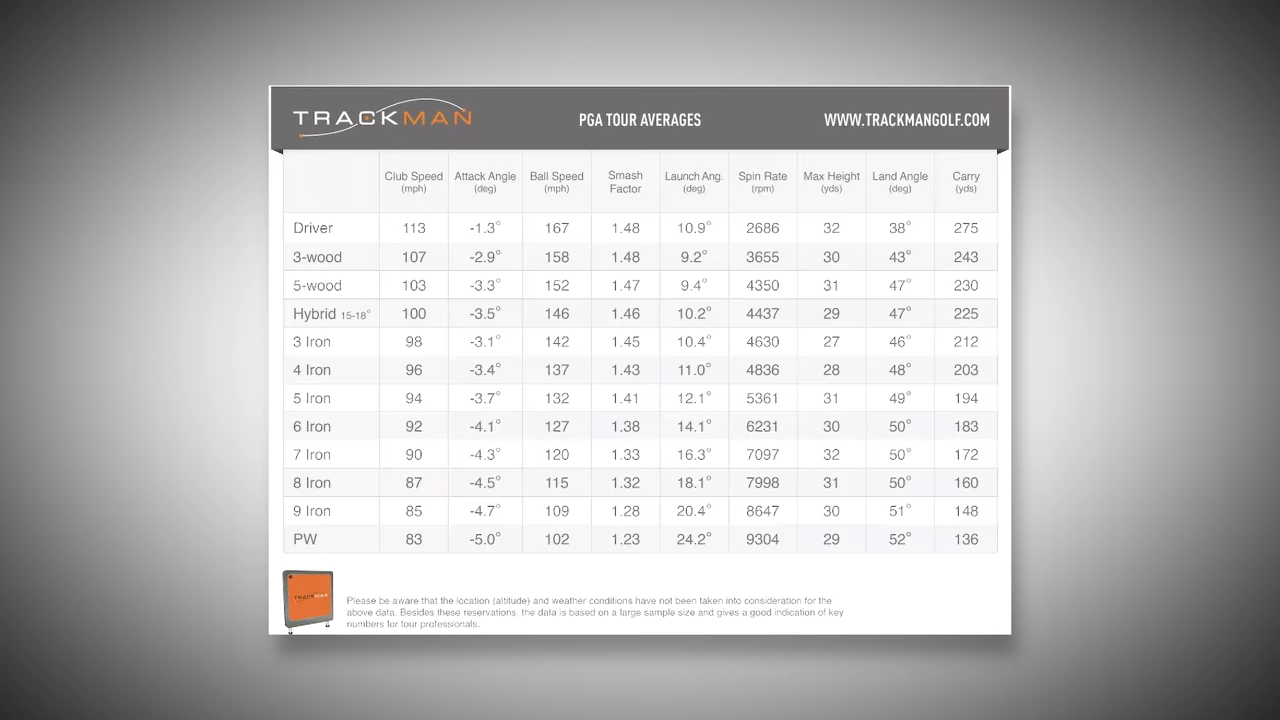 TRACKMAN PGA TOUR AVERAGES WWW.TRACKMANGOLF.COM
Club Speed (mph) Attack Angle (deg) Ball Speed (mph) Smash Factor Launch Ang. (deg) Spin Rate (rpm) Max Height (yds) Land Angle (deg) Carry (yds)
Driver 113 -1.3° 167 1.48 10.9° 2686 32 38° 275
3-wood 107 -2.9° 158 1.48 9.2° 3655 30 43° 243
5-wood 103 -3.3° 152 1.47 9.4° 4350 31 47° 230
Hybrid 15-18° 100 -3.5° 146 1.46 10.2° 4437 29 47° 225
3 Iron 98 -3.1° 142 1.45 10.4° 4630 27 46° 212
4 Iron 96 -3.4° 137 1.43 11.0° 4836 28 48° 203
5 Iron 94 -3.7° 132 1.41 12.1° 5361 31 49° 194
6 Iron 92 -4.1° 127 1.38 14.1° 6231 30 50° 183
7 Iron 90 -4.3° 120 1.33 16.3° 7097 32 50° 172
8 Iron 87 -4.5° 115 1.32 18.1° 7998 31 50° 160
9 Iron 85 -4.7° 109 1.28 20.4° 8647 30 51° 148
PW 83 -5.0° 102 1.23 24.2° 9304 29 52° 136
TRACKMAN
Please be aware that the location (altitude) and weather conditions have not been taken into consideration for the
above data. Besides these reservations, the data is based on a large sample size and gives a good indication of key
numbers for tour professionals.